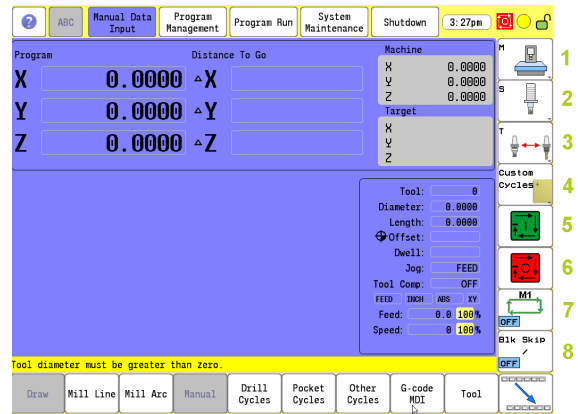 ?
ABC
Manual Data
Input
Program
Management
Program Run
System
Maintenance
Shutdown
3:27pm
Program
Distance To Go
Machine
X 0.0000 △X
Y 0.0000 △Y
Z 0.0000 △Z
X 0.0000
Y 0.0000
Z 0.0000
Target
X
Y
Z
Tool: 0
Diameter: 0.0000
Length: 0.0000
Offset:
Dwell:
Jog: FEED
Tool Comp: OFF
FEED INCH ABS XY
Feed: 0.0 100%
Speed: 0 100%
Tool diameter must be greater than zero.
Draw
Mill Line
Mill Arc
Manual
Drill
Cycles
Pocket
Cycles
Other
Cycles
G-code
MDI
Tool
M
1
S
2
T
3
Custom
Cycles
4
5
6
M1
OFF
7
Blk Skip
/
OFF
8